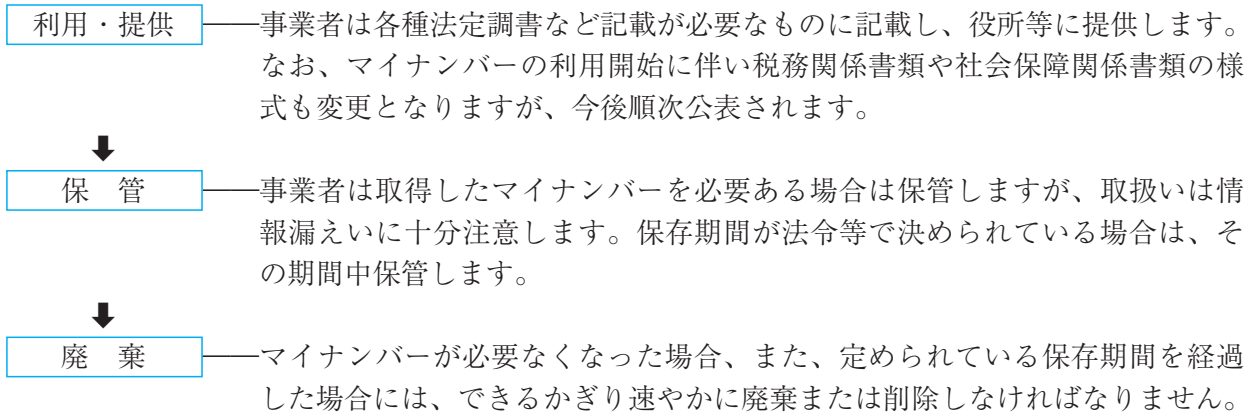 利用・提供 事業者は各種法定調書など記載が必要なものに記載し、役所等に提供します。
なお、マイナンバーの利用開始に伴い税務関係書類や社会保障関係書類の様
式も変更となりますが、今後順次公表されます。
保 管 事業者は取得したマイナンバーを必要ある場合は保管しますが、取扱いは情
報漏えいに十分注意します。保存期間が法令等で決められている場合は、そ
の期間中保管します。
廃 棄 マイナンバーが必要なくなった場合、また、定められている保存期間を経過
した場合には、できるかぎり速やかに廃棄または削除しなければなりません。